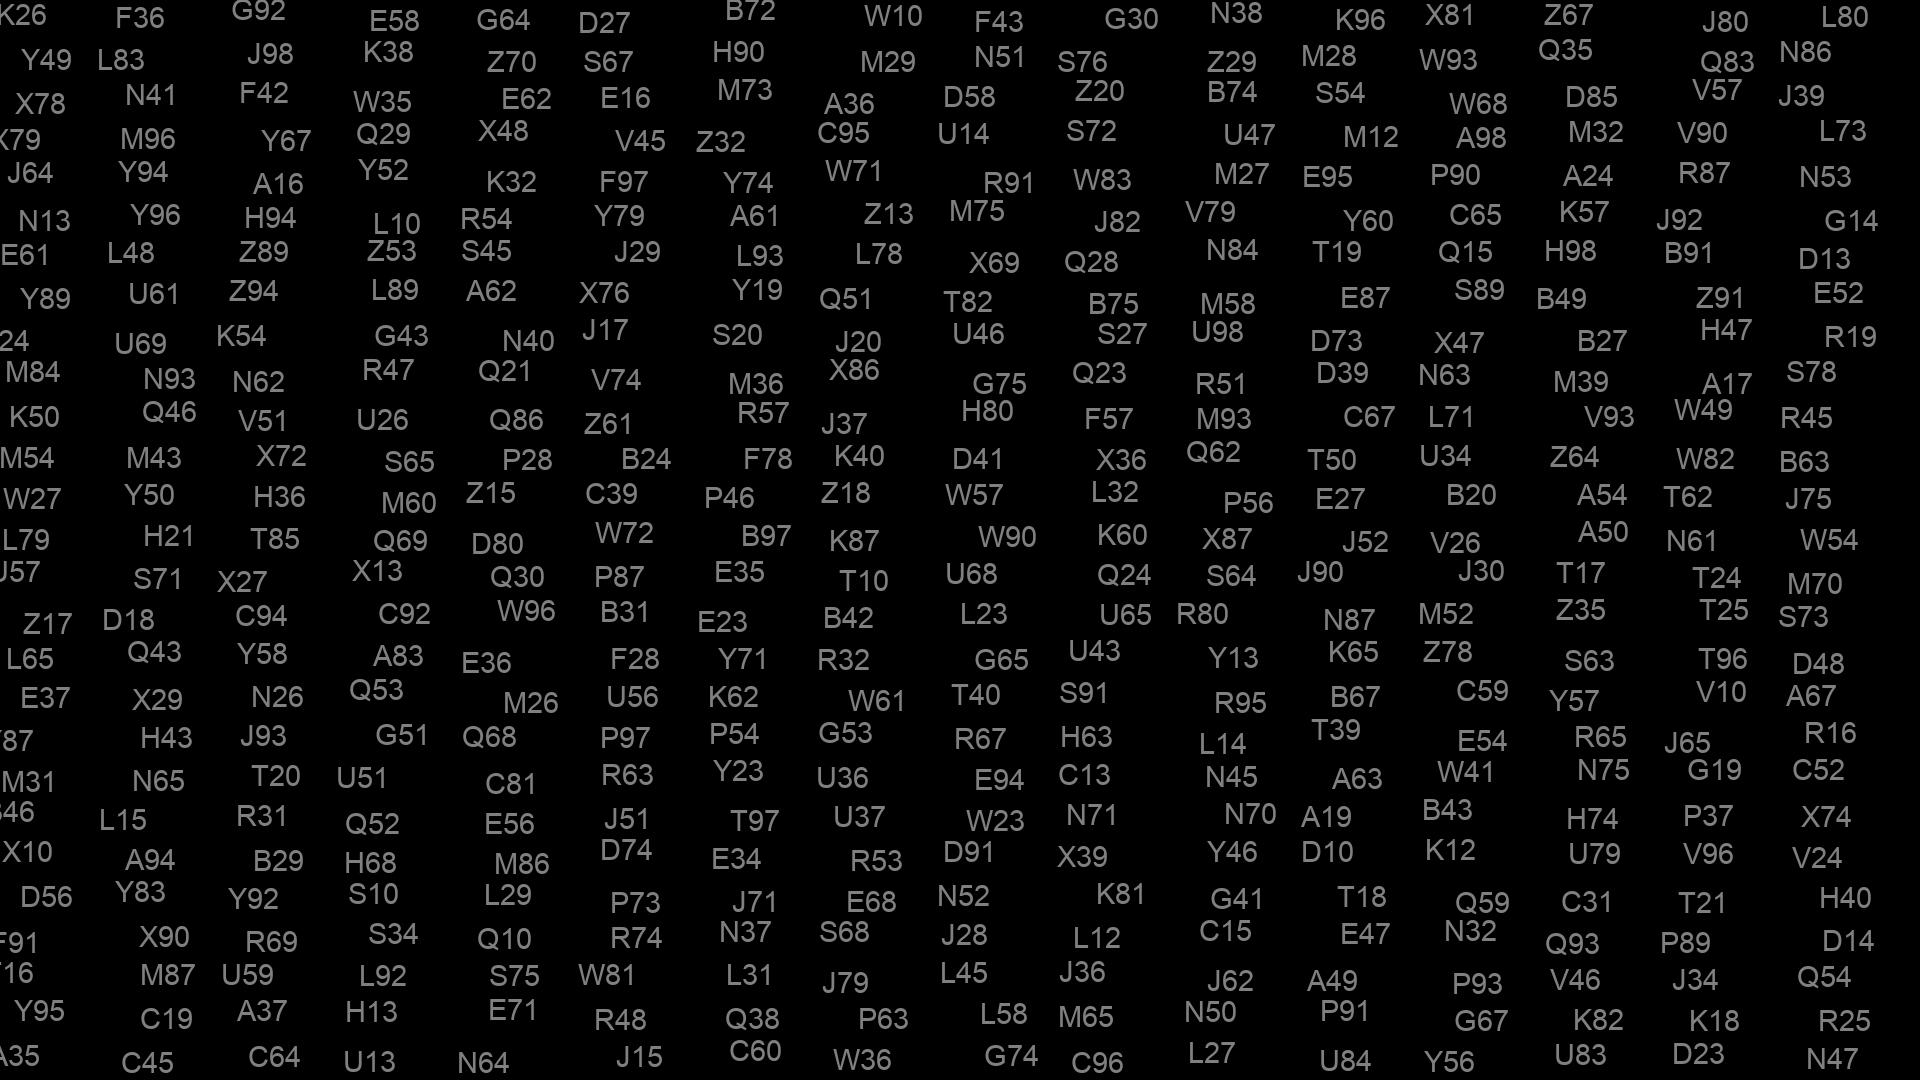 K26 F36 G92 E58 G64 D27 B72 W10 F43 G30 N38 K96 X81 Z67 J80 L80
Y49 L83 J98 K38 Z70 S67 H90 M29 N51 S76 Z29 M28 W93 Q35 Q83 N86
X78 N41 F42 W35 E62 E16 M73 A36 D58 Z20 B74 S54 W68 D85 V57 J39
X79 M96 Y67 Q29 X48 V45 Z32 C95 U14 S72 U47 M12 A98 M32 V90 L73
J64 Y94 A16 Y52 K32 F97 Y74 W71 R91 W83 M27 E95 P90 A24 R87 N53
N13 Y96 H94 L10 R54 Y79 A61 Z13 M75 J82 V79 Y60 C65 K57 J92 G14
E61 L48 Z89 Z53 S45 J29 L93 L78 X69 Q28 N84 T19 Q15 H98 B91 D13
Y89 U61 Z94 L89 A62 X76 Y19 Q51 T82 B75 M58 E87 S89 B49 Z91 E52
24 U69 K54 G43 N40 J17 S20 J20 U46 S27 U98 D73 X47 B27 H47 R19
M84 N93 N62 R47 Q21 V74 M36 X86 G75 Q23 R51 D39 N63 M39 A17 S78
K50 Q46 V51 U26 Q86 Z61 R57 J37 H80 F57 M93 C67 L71 V93 W49 R45
M54 M43 X72 S65 P28 B24 F78 K40 D41 X36 Q62 T50 U34 Z64 W82 B63
W27 Y50 H36 M60 Z15 C39 P46 Z18 W57 L32 P56 E27 B20 A54 T62 J75
L79 H21 T85 Q69 D80 W72 B97 K87 W90 K60 X87 J52 V26 A50 N61 W54
57 S71 X27 X13 Q30 P87 E35 T10 U68 Q24 S64 J90 J30 T17 T24 M70
Z17 D18 C94 C92 W96 B31 E23 B42 L23 U65 R80 N87 M52 Z35 T25 S73
L65 Q43 Y58 A83 E36 F28 Y71 R32 G65 U43 Y13 K65 Z78 S63 T96 D48
E37 X29 N26 Q53 M26 U56 K62 W61 T40 S91 R95 B67 C59 Y57 V10 A67
87 H43 J93 G51 Q68 P97 P54 G53 R67 H63 L14 T39 E54 R65 J65 R16
M31 N65 T20 U51 C81 R63 Y23 U36 E94 C13 N45 A63 W41 N75 G19 C52
46 L15 R31 Q52 E56 J51 T97 U37 W23 N71 N70 A19 B43 H74 P37 X74
X10 A94 B29 H68 M86 D74 E34 R53 D91 X39 Y46 D10 K12 U79 V96 V24
D56 Y83 Y92 S10 L29 P73 J71 E68 N52 K81 G41 T18 Q59 C31 T21 H40
F91 X90 R69 S34 Q10 R74 N37 S68 J28 L12 C15 E47 N32 Q93 P89 D14
16 M87 U59 L92 S75 W81 L31 J79 L45 J36 J62 A49 P93 V46 J34 Q54
Y95 C19 A37 H13 E71 R48 Q38 P63 L58 M65 N50 P91 G67 K82 K18 R25
A35 C45 C64 U13 N64 J15 C60 W36 G74 C96 L27 U84 Y56 U83 D23 N47